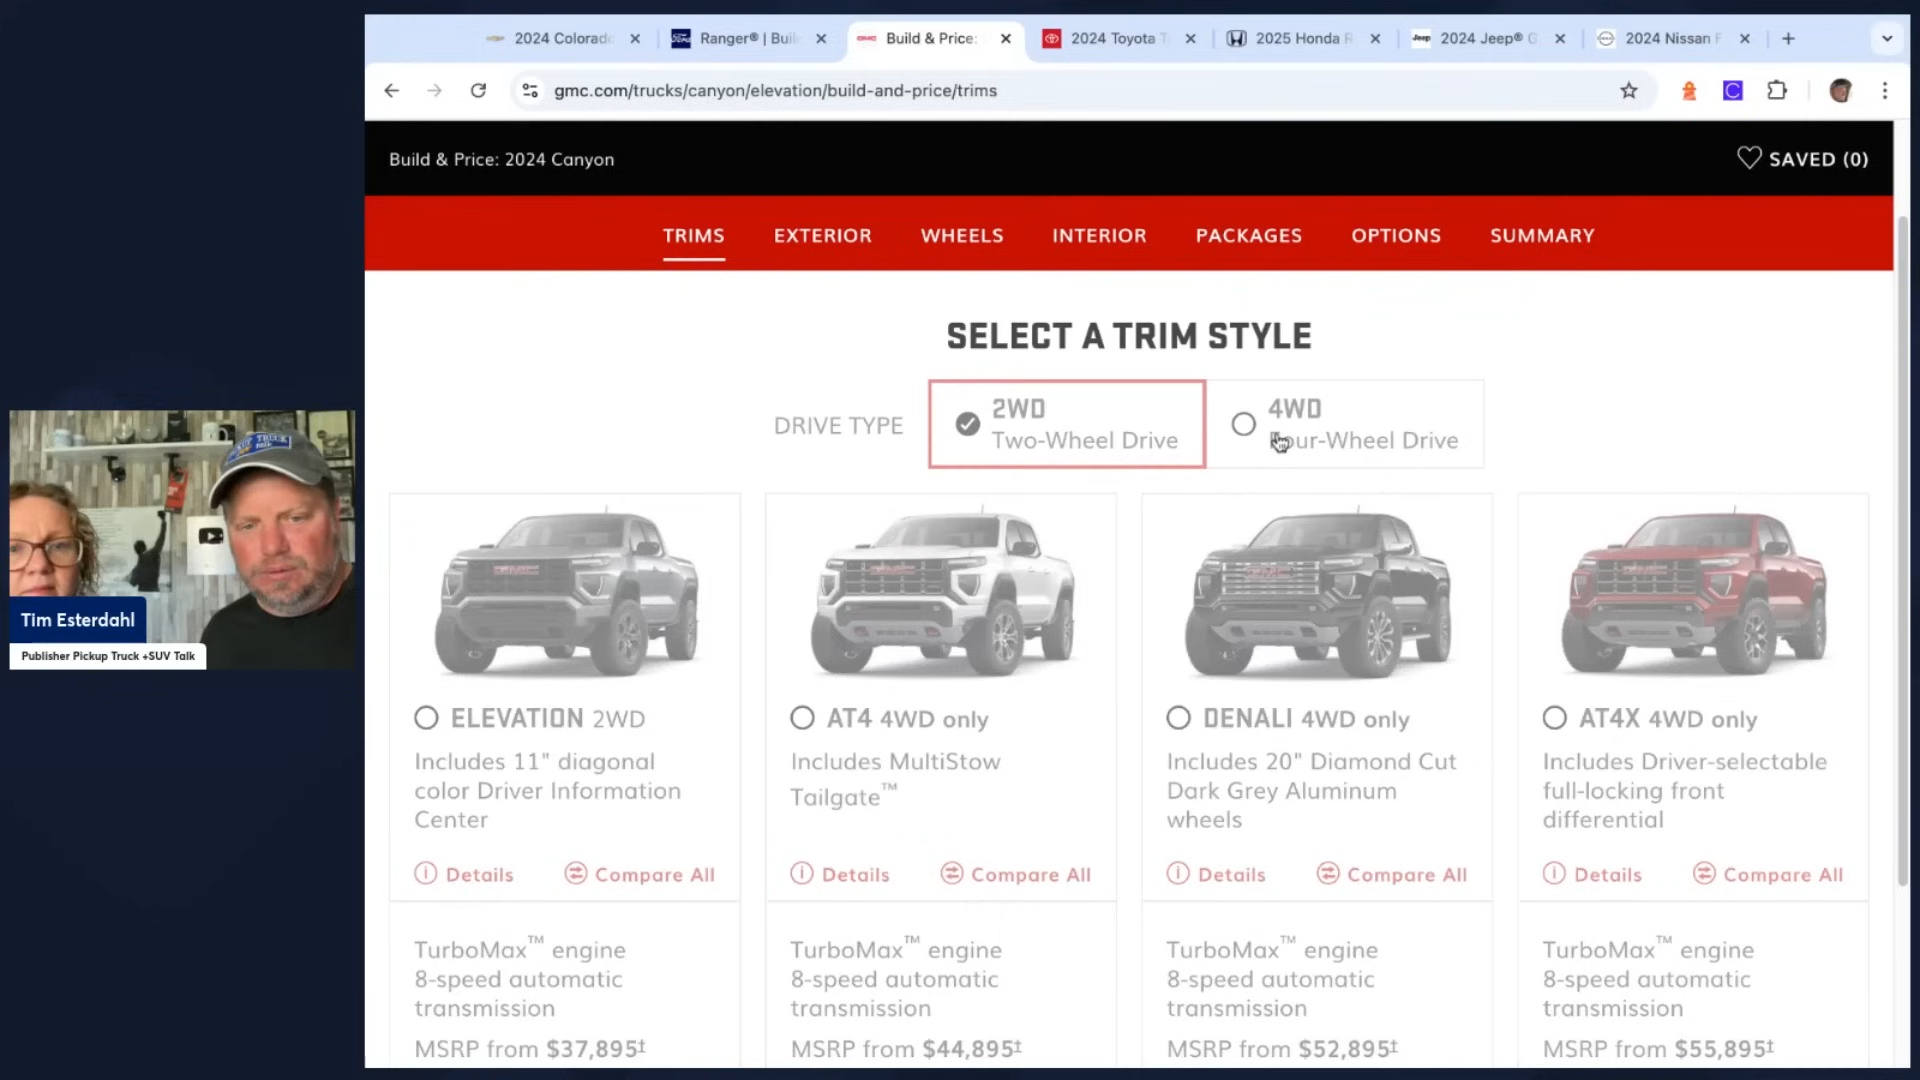 2024 Colorado
Ranger® | Buil
Build & Price:
2024 Toyota T
2025 Honda R
2024 Jeep® G
2024 Nissan F
gmc.com/trucks/canyon/elevation/build-and-price/trims
Build & Price: 2024 Canyon
SAVED (0)
TRIMS
EXTERIOR
WHEELS
INTERIOR
PACKAGES
OPTIONS
SUMMARY
SELECT A TRIM STYLE
DRIVE TYPE
2WD
Two-Wheel Drive
4WD
Four-Wheel Drive
ELEVATION 2WD
Includes 11" diagonal
color Driver Information
Center
Details
Compare All
TurboMax™ engine
8-speed automatic
transmission
MSRP from $37,895‡
AT4 4WD only
Includes MultiStow
Tailgate™
Details
Compare All
TurboMax™ engine
8-speed automatic
transmission
MSRP from $44,895‡
DENALI 4WD only
Includes 20" Diamond Cut
Dark Grey Aluminum
wheels
Details
Compare All
TurboMax™ engine
8-speed automatic
transmission
MSRP from $52,895‡
AT4X 4WD only
Includes Driver-selectable
full-locking front
differential
Details
Compare All
TurboMax™ engine
8-speed automatic
transmission
MSRP from $55,895‡
Tim Esterdahl
Publisher Pickup Truck +SUV Talk